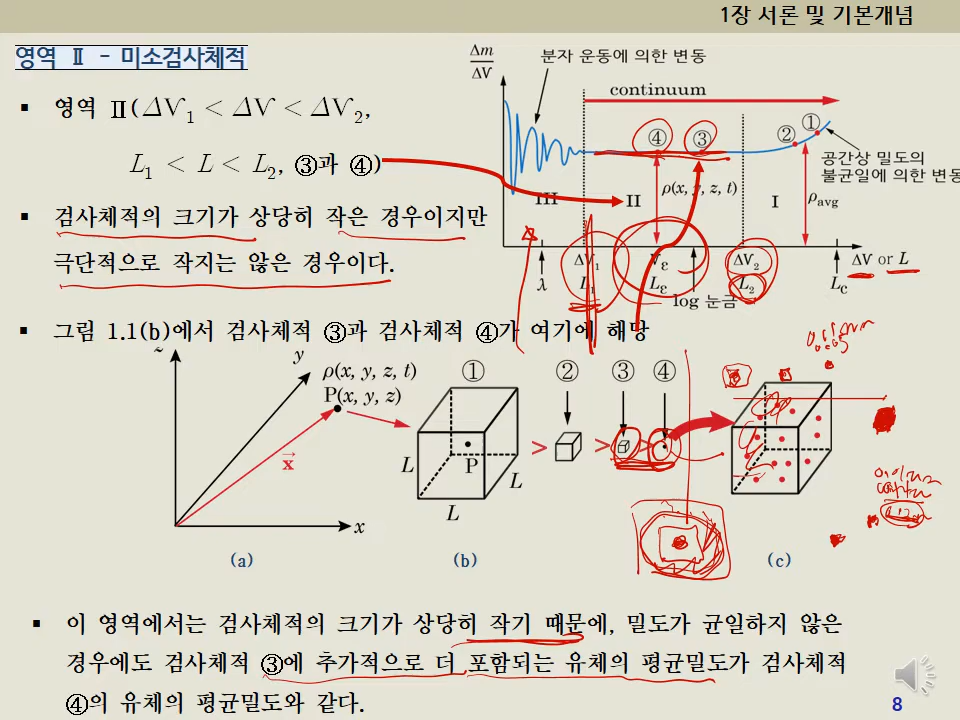 1장 서론 및 기본개념
영역 Ⅱ - 미소검사체적
▪ 영역 Ⅱ(ΔV₁ < ΔV < ΔV₂,
L₁ < L < L₂, ③과 ④)
▪ 검사체적의 크기가 상당히 작은 경우이지만
극단적으로 작지는 않은 경우이다.
Δm
ΔV
분자 운동에 의한 변동
continuum
④ ③ ② ①
공간상 밀도의
불균일에 의한 변동
ρ(x, y, z, t)
ρavg
III II I
ΔV₁ Vε ΔV₂ ΔV or L
λ L₁ Lε L₂ Lc
log 눈금
▪ 그림 1.1(b)에서 검사체적 ③과 검사체적 ④가 여기에 해당
z y
ρ(x, y, z, t)
P(x, y, z)
x
x
① ② ③ ④
P
L L L
> > >
(a) (b) (c)
▪ 이 영역에서는 검사체적의 크기가 상당히 작기 때문에, 밀도가 균일하지 않은
경우에도 검사체적 ③에 추가적으로 더 포함되는 유체의 평균밀도가 검사체적
④의 유체의 평균밀도와 같다.
8